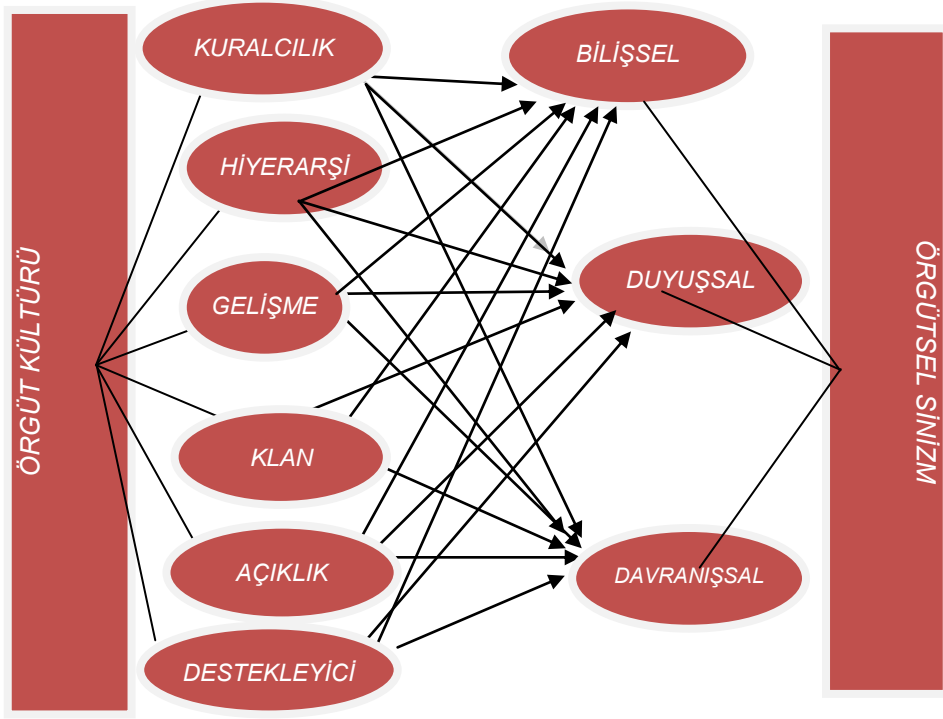 ÖRGÜT KÜLTÜRÜ
KURALCILIK
HİYERARŞİ
GELİŞME
KLAN
AÇIKLIK
DESTEKLEYİCİ
BİLİŞSEL
DUYUŞSAL
DAVRANIŞSAL
ÖRGÜTSEL SİNİZM